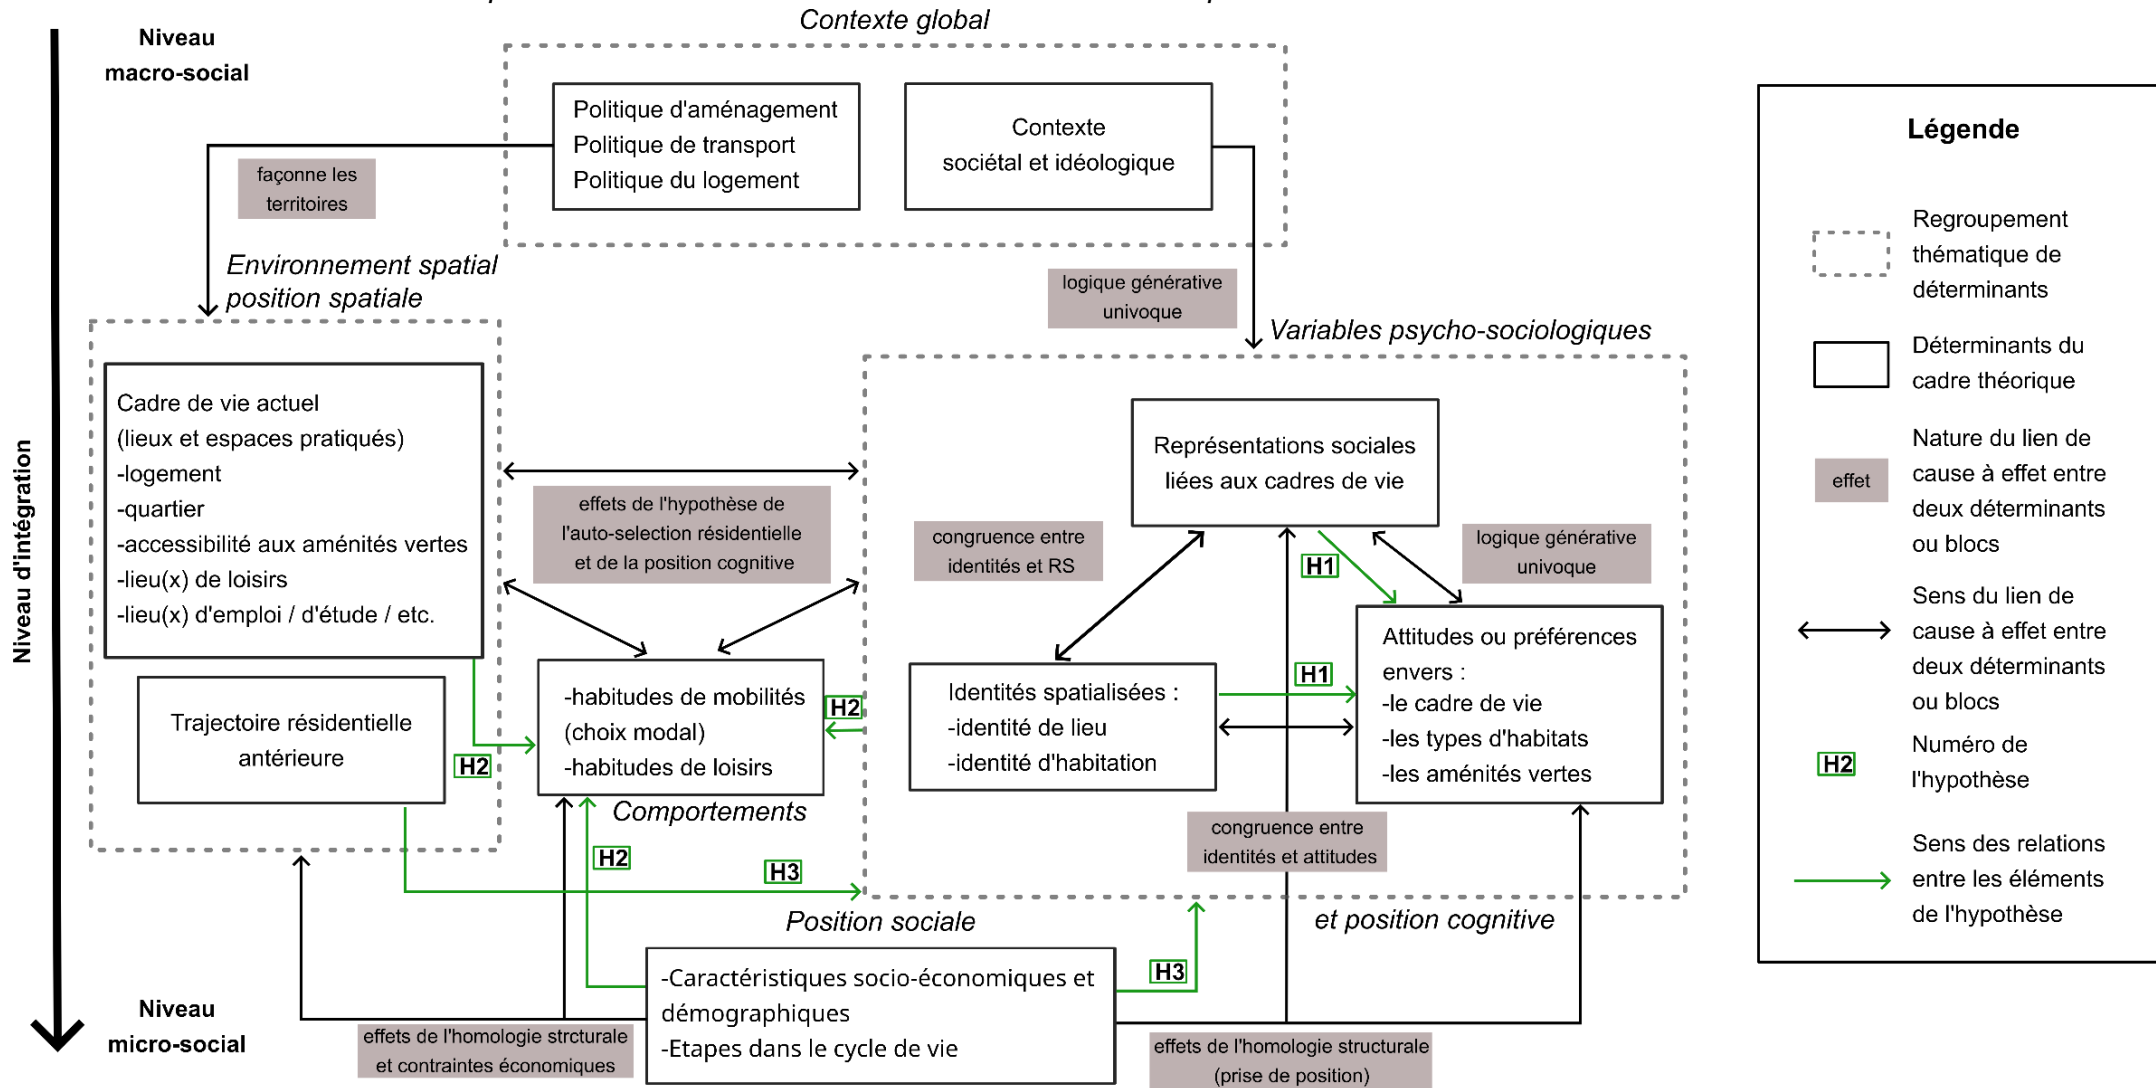 Contexte global
Niveau
macro-social
Politique d'aménagement
Politique de transport
Politique du logement
Contexte
sociétal et idéologique
façonne les
territoires
logique générative
univoque
Environnement spatial
position spatiale
Variables psycho-sociologiques
Niveau d'intégration
Cadre de vie actuel
(lieux et espaces pratiqués)
-logement
-quartier
-accessibilité aux aménités vertes
-lieu(x) de loisirs
-lieu(x) d'emploi / d'étude / etc.
Trajectoire résidentielle
antérieure
effets de l'hypothèse de
l'auto-selection résidentielle
et de la position cognitive
-habitudes de mobilités
(choix modal)
-habitudes de loisirs
Comportements
H2
H2
H2
H3
Représentations sociales
liées aux cadres de vie
congruence entre
identités et RS
logique générative
univoque
H1
H1
Identités spatialisées :
-identité de lieu
-identité d'habitation
Attitudes ou préférences
envers :
-le cadre de vie
-les types d'habitats
-les aménités vertes
congruence entre
identités et attitudes
Position sociale
et position cognitive
-Caractéristiques socio-économiques et
démographiques
-Etapes dans le cycle de vie
H3
Niveau
micro-social
effets de l'homologie strcturale
et contraintes économiques
effets de l'homologie structurale
(prise de position)
Légende
Regroupement
thématique de
déterminants
Déterminants du
cadre théorique
effet
Nature du lien de
cause à effet entre
deux déterminants
ou blocs
Sens du lien de
cause à effet entre
deux déterminants
ou blocs
H2
Numéro de
l'hypothèse
Sens des relations
entre les éléments
de l'hypothèse